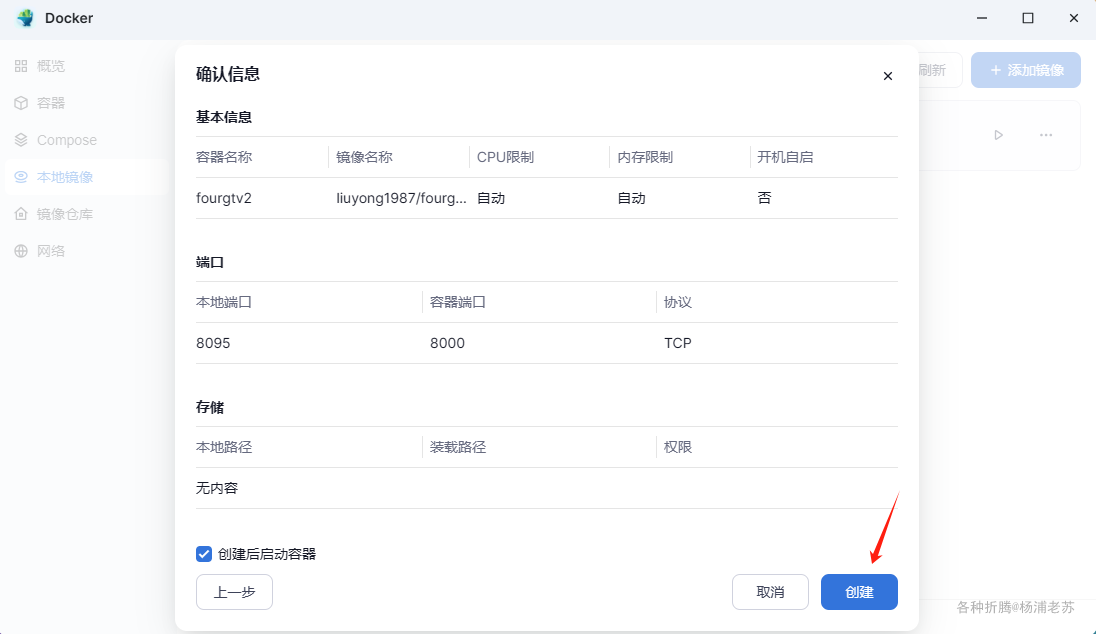 Docker
概览
容器
Compose
本地镜像
镜像仓库
网络
刷新
+ 添加镜像
确认信息
基本信息
容器名称 镜像名称 CPU限制 内存限制 开机自启
fourgtv2 liuyong1987/fourg... 自动 自动 否
端口
本地端口 容器端口 协议
8095 8000 TCP
存储
本地路径 装载路径 权限
无内容
创建后启动容器
上一步 取消 创建
各种折腾@杨浦老苏